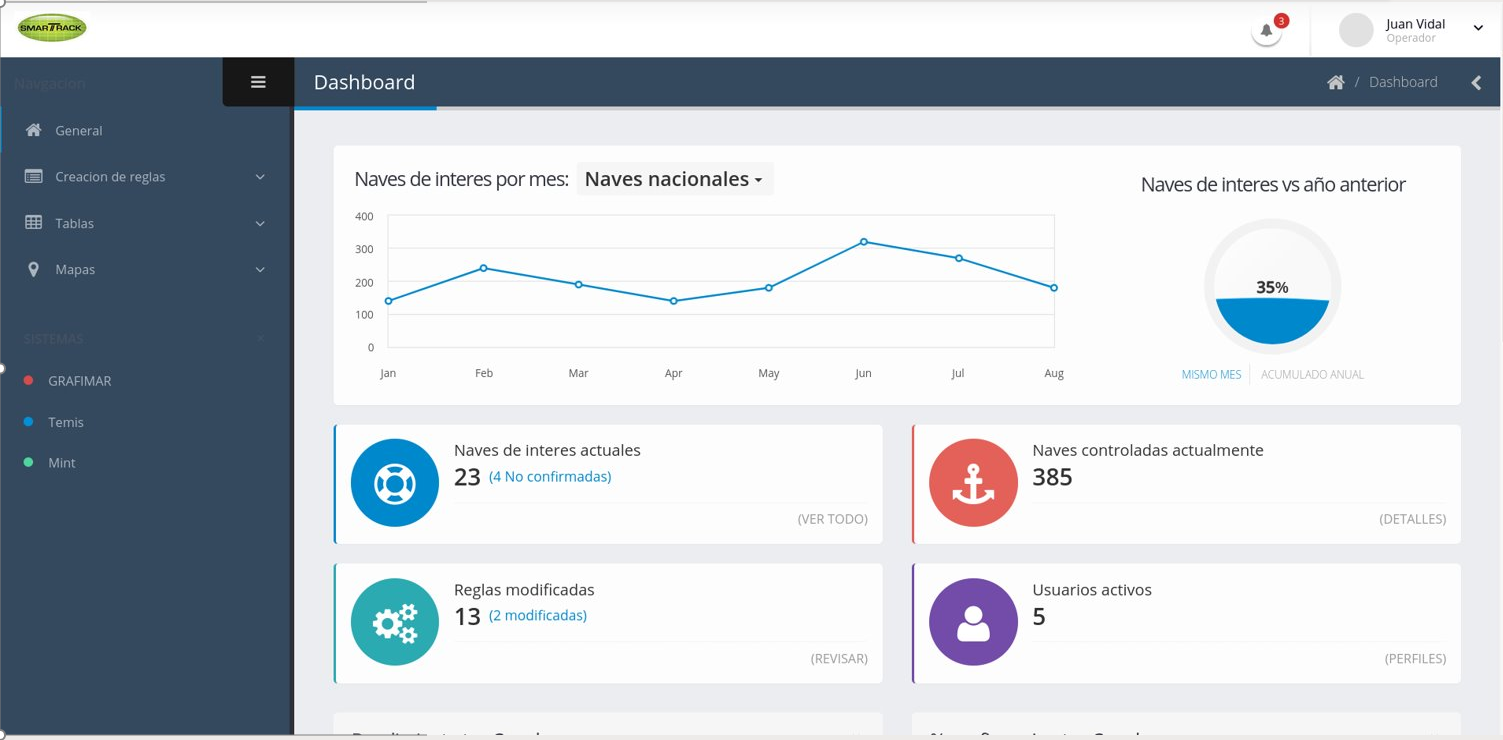 SMARTRACK
3
Juan Vidal
Operador
Navgacion
Dashboard
/ Dashboard
General
Creacion de reglas
Tablas
Mapas
SISTEMAS
GRAFIMAR
Temis
Mint
Naves de interes por mes: Naves nacionales
400
300
200
100
0
Jan Feb Mar Apr May Jun Jul Aug
Naves de interes vs año anterior
35%
MISMO MES ACUMULADO ANUAL
Naves de interes actuales
23 (4 No confirmadas)
(VER TODO)
Naves controladas actualmente
385
(DETALLES)
Reglas modificadas
13 (2 modificadas)
(REVISAR)
Usuarios activos
5
(PERFILES)